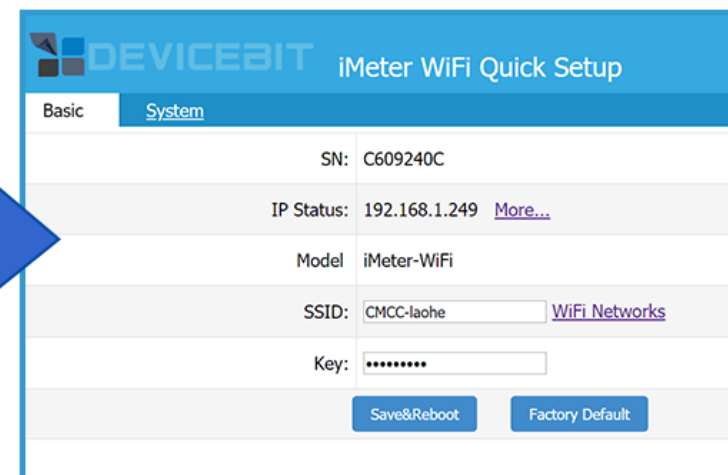 DEVICEBIT iMeter WiFi Quick Setup
Basic System
SN: C609240C
IP Status: 192.168.1.249 More...
Model iMeter-WiFi
SSID: CMCC-laohe WiFi Networks
Key: •••••••••
Save&Reboot Factory Default